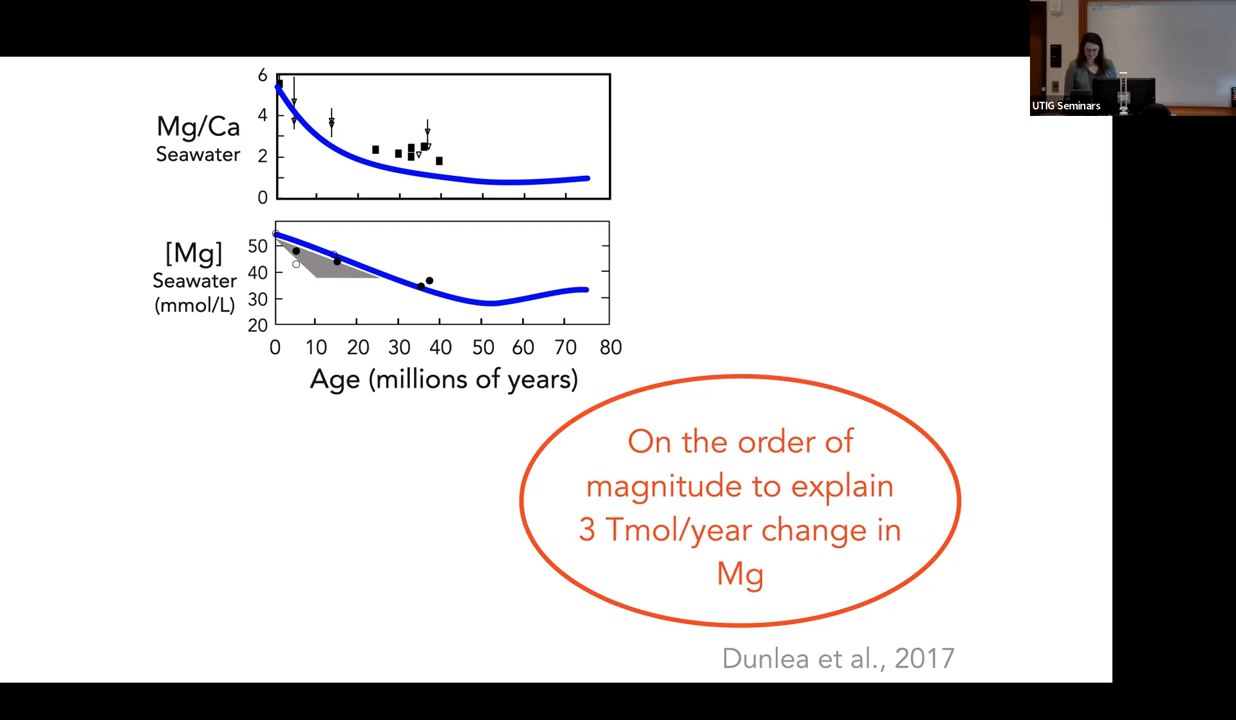 UTIG Seminars
Mg/Ca
Seawater
6
4
2
0
[Mg]
Seawater
(mmol/L)
50
40
30
20
0 10 20 30 40 50 60 70 80
Age (millions of years)
On the order of
magnitude to explain
3 Tmol/year change in
Mg
Dunlea et al., 2017